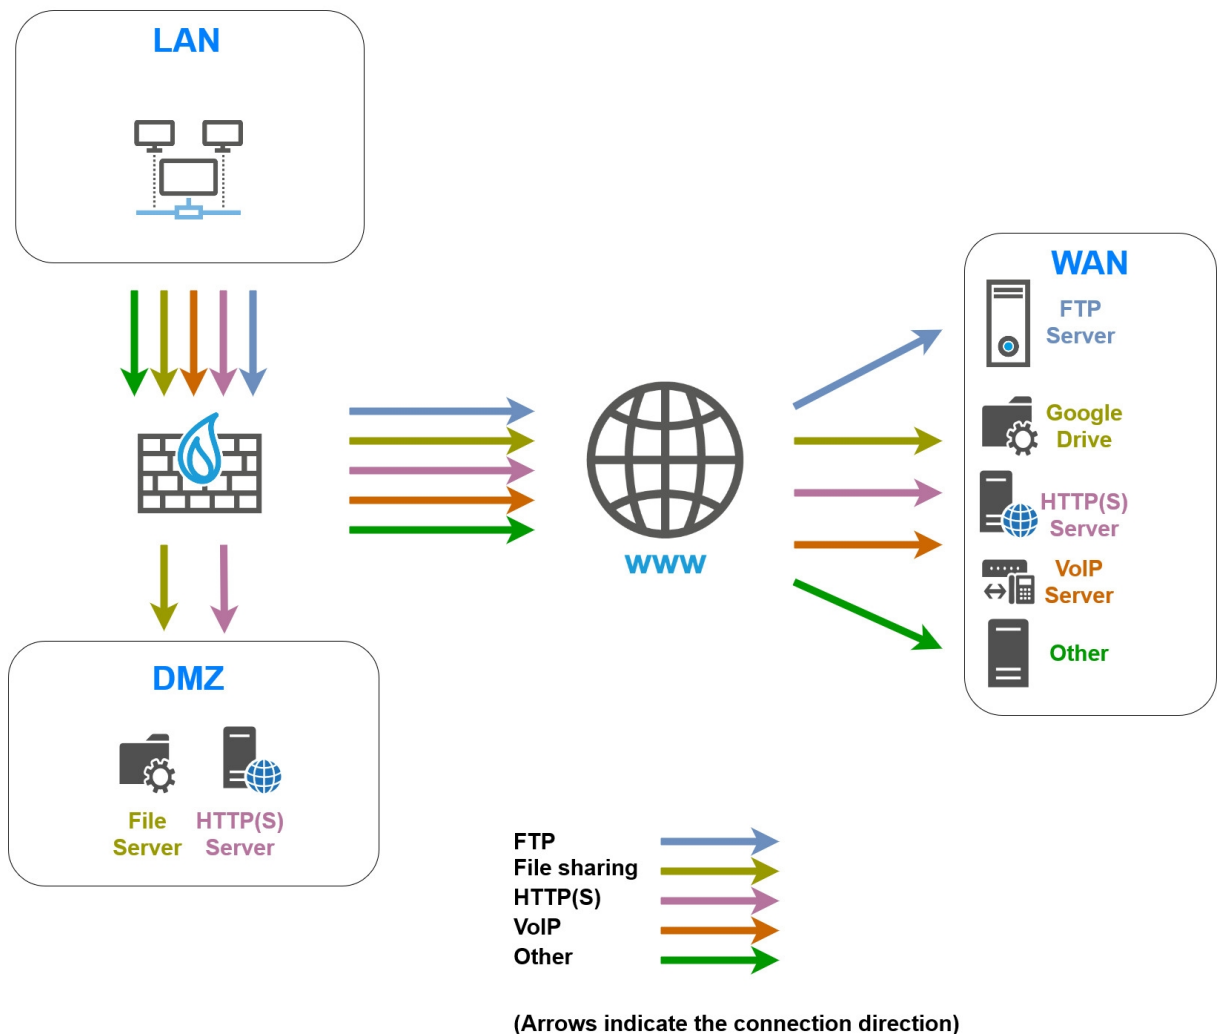 LAN
WAN
FTP
Server
Google
Drive
HTTP(S)
Server
VoIP
Server
Other
www
DMZ
File
Server
HTTP(S)
Server
FTP
File sharing
HTTP(S)
VoIP
Other
(Arrows indicate the connection direction)